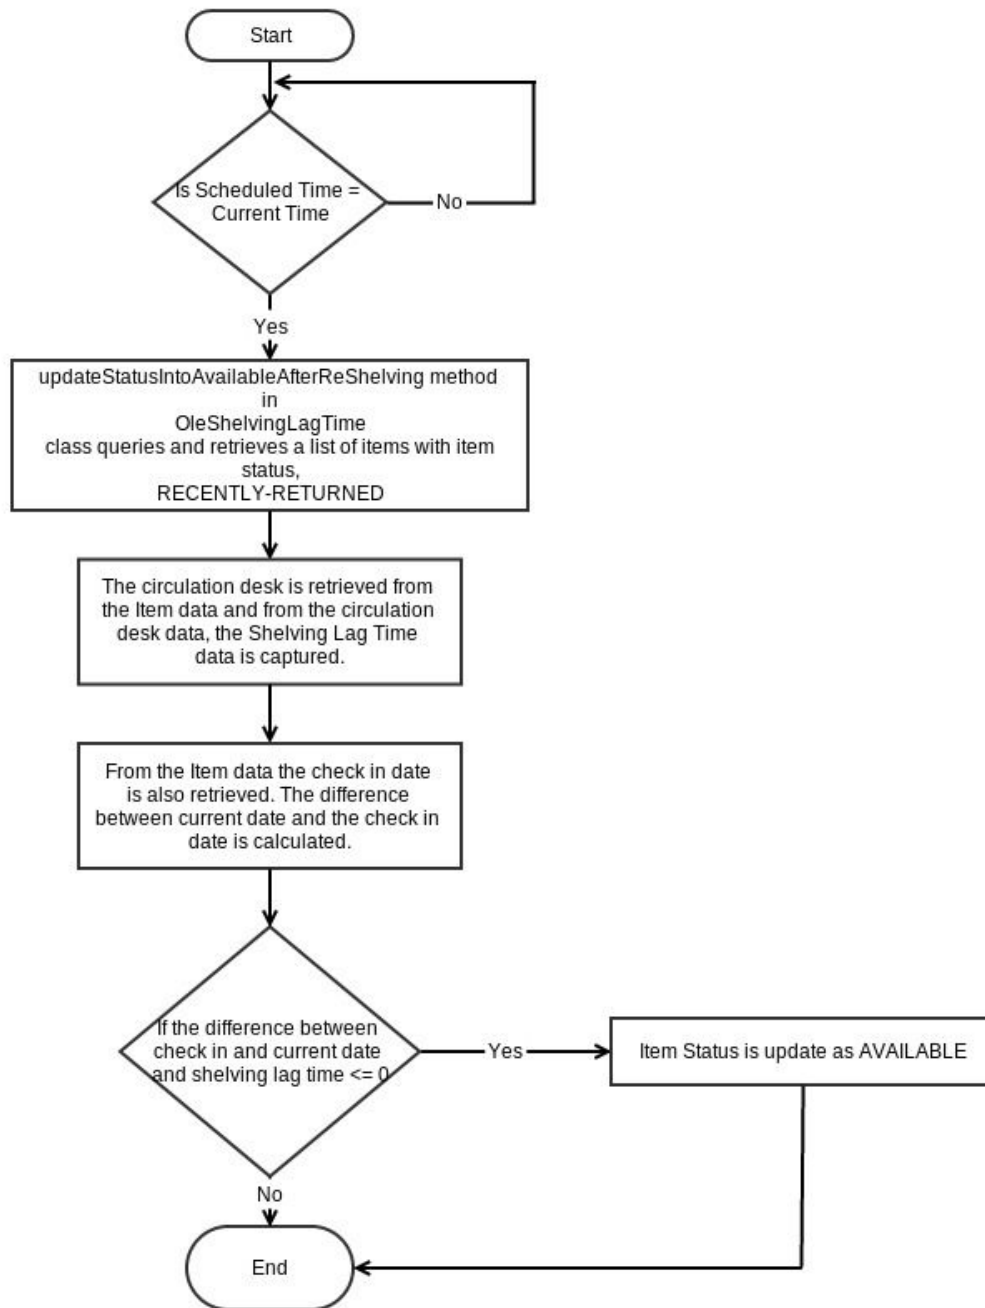 Start
Is Scheduled Time =
Current Time
No
Yes
updateStatusIntoAvailableAfterReShelving method
in
OleShelvingLagTime
class queries and retrieves a list of items with item
status,
RECENTLY-RETURNED
The circulation desk is retrieved from
the Item data and from the circulation
desk data, the Shelving Lag Time
data is captured.
From the Item data the check in date
is also retrieved. The difference
between current date and the check in
date is calculated.
If the difference between
check in and current date
and shelving lag time <= 0
Yes
Item Status is update as AVAILABLE
No
End